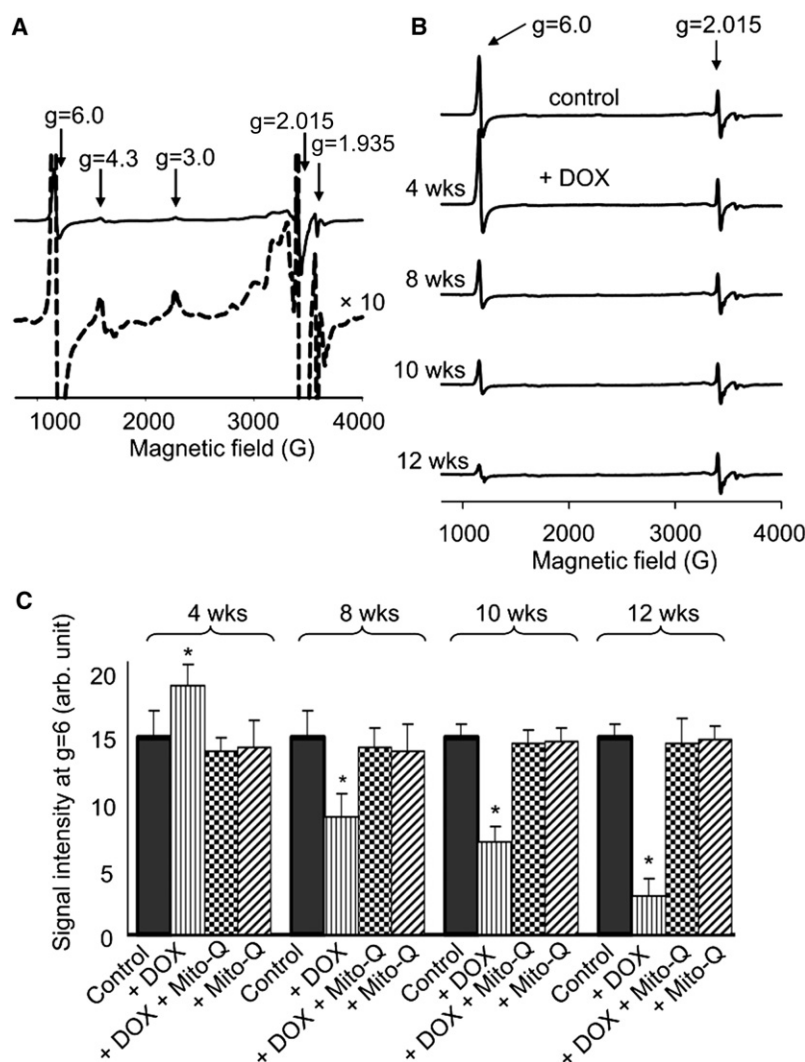 A
g=6.0
g=4.3
g=3.0
g=2.015
g=1.935
× 10
1000 2000 3000 4000
Magnetic field (G)
B
g=6.0
g=2.015
control
+ DOX
4 wks
8 wks
10 wks
12 wks
1000 2000 3000 4000
Magnetic field (G)
C
4 wks 8 wks 10 wks 12 wks
Signal intensity at g=6 (arb. unit)
20
15
10
5
0
* * * *
Control + DOX + DOX + Mito-Q + Mito-Q
Control + DOX + DOX + Mito-Q + Mito-Q
Control + DOX + DOX + Mito-Q + Mito-Q
Control + DOX + DOX + Mito-Q + Mito-Q